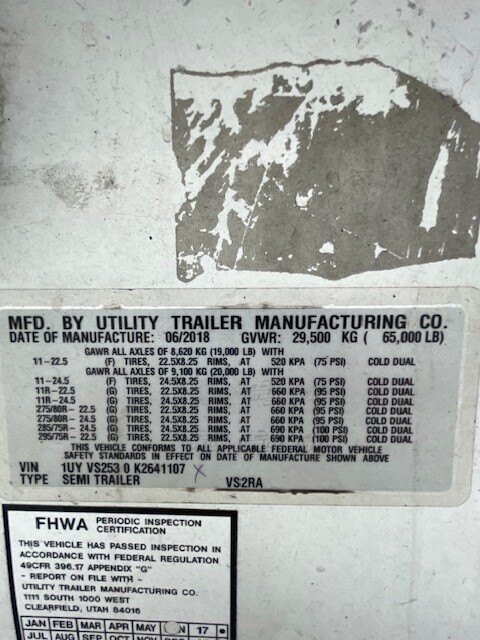 MFD. BY UTILITY TRAILER MANUFACTURING CO.
DATE OF MANUFACTURE: 06/2018 GVWR: 29,500 KG ( 65,000 LB)
GAWR ALL AXLES OF 8,620 KG (19,000 LB) WITH
11-22.5 (F) TIRES, 22.5X8.25 RIMS, AT 520 KPA (75 PSI) COLD DUAL
GAWR ALL AXLES OF 9,100 KG (20,000 LB) WITH
11-24.5 (F) TIRES, 24.5X8.25 RIMS, AT 520 KPA (75 PSI) COLD DUAL
11R-22.5 (G) TIRES, 22.5X8.25 RIMS, AT 660 KPA (95 PSI) COLD DUAL
11R-24.5 (G) TIRES, 24.5X8.25 RIMS, AT 660 KPA (95 PSI) COLD DUAL
275/80R- 22.5 (G) TIRES, 22.5X8.25 RIMS, AT 660 KPA (95 PSI) COLD DUAL
275/80R- 24.5 (G) TIRES, 24.5X8.25 RIMS, AT 660 KPA (95 PSI) COLD DUAL
285/75R- 24.5 (G) TIRES, 24.5X8.25 RIMS, AT 690 KPA (100 PSI) COLD DUAL
295/75R- 22.5 (G) TIRES, 22.5X8.25 RIMS, AT 690 KPA (100 PSI) COLD DUAL
THIS VEHICLE CONFORMS TO ALL APPLICABLE FEDERAL MOTOR VEHICLE
SAFETY STANDARDS IN EFFECT ON DATE OF MANUFACTURE SHOWN ABOVE
VIN 1UY VS253 0 K2641107 X
TYPE SEMI TRAILER VS2RA
FHWA PERIODIC INSPECTION
CERTIFICATION
THIS VEHICLE HAS PASSED INSPECTION IN
ACCORDANCE WITH FEDERAL REGULATION
49CFR 396.17 APPENDIX "G"
- REPORT ON FILE WITH -
UTILITY TRAILER MANUFACTURING CO.
1111 SOUTH 1000 WEST
CLEARFIELD, UTAH 84015
JAN FEB MAR APR MAY 17
JUL AUG SEP OCT NOV